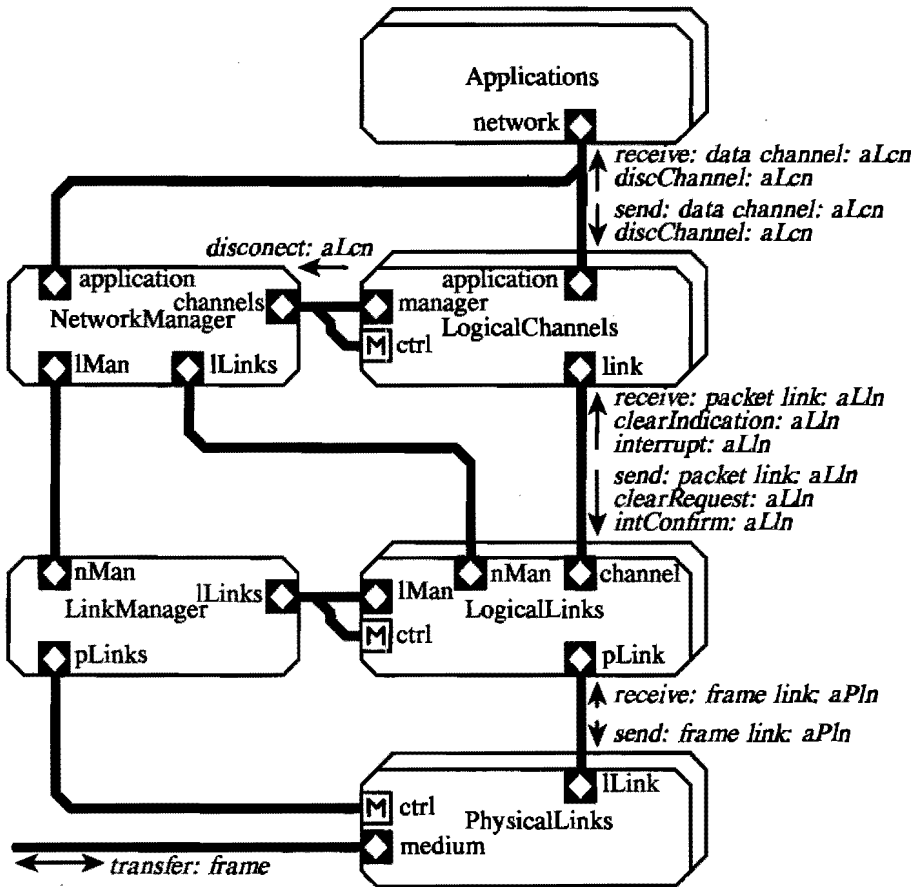 Applications
network
receive: data channel: aLcn
discChannel: aLcn
send: data channel: aLcn
discChannel: aLcn
disconect: aLcn
application
channels
NetworkManager
lMan
lLinks
application
manager
LogicalChannels
M ctrl
link
receive: packet link: aLln
clearIndication: aLln
interrupt: aLln
send: packet link: aLln
clearRequest: aLln
intConfirm: aLln
nMan
lLinks
LinkManager
pLinks
nMan
channel
lMan
LogicalLinks
M ctrl
pLink
receive: frame link: aPln
send: frame link: aPln
lLink
M ctrl
PhysicalLinks
medium
transfer: frame